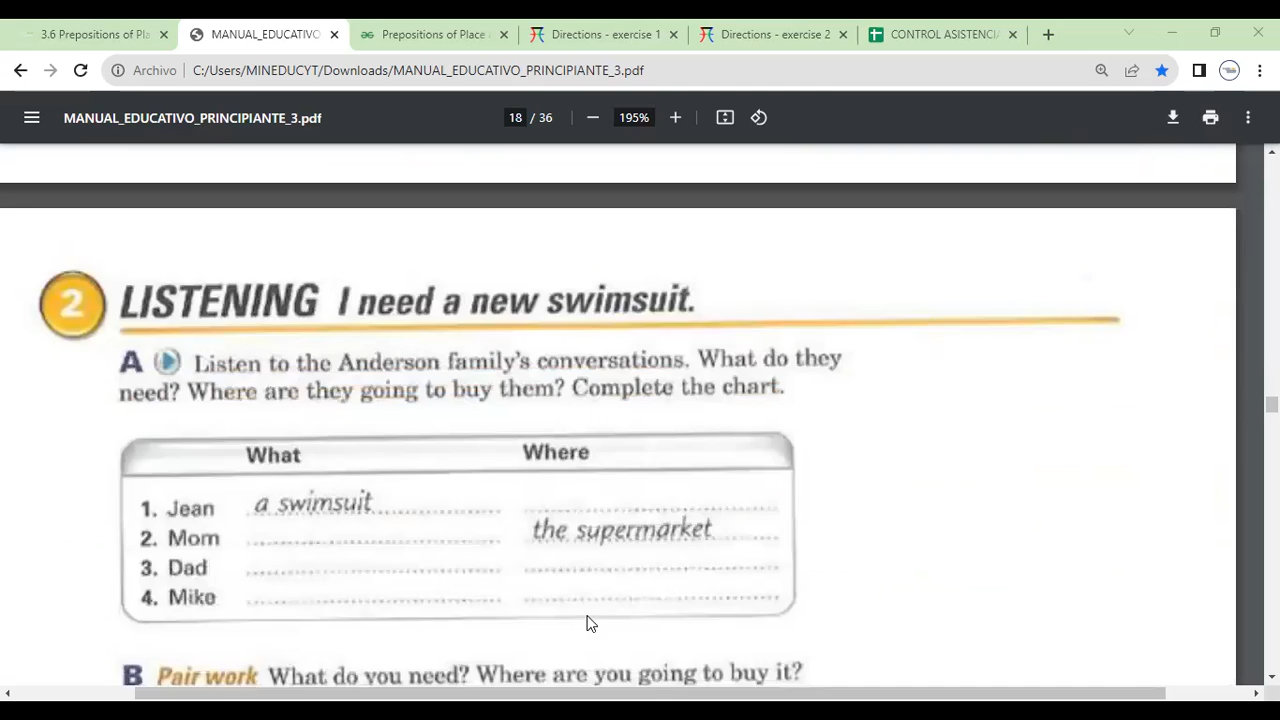 3.6 Prepositions of Pla
MANUAL_EDUCATIVO
Prepositions of Place
Directions - exercise 1
Directions - exercise 2
CONTROL ASISTENCIA
Archivo
C:/Users/MINEDUCYT/Downloads/MANUAL_EDUCATIVO_PRINCIPIANTE_3.pdf
MANUAL_EDUCATIVO_PRINCIPIANTE_3.pdf
18 / 36
195%
2 LISTENING I need a new swimsuit.
A Listen to the Anderson family's conversations. What do they
need? Where are they going to buy them? Complete the chart.
What Where
1. Jean a swimsuit
2. Mom the supermarket
3. Dad
4. Mike
B Pair work What do you need? Where are you going to buy it?